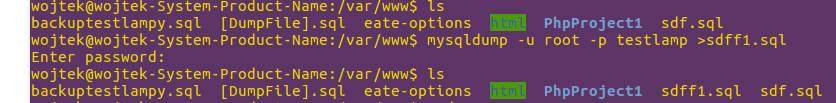 wojtek@wojtek-System-Product-Name:/var/www$ ls
backuptestlampy.sql [DumpFile].sql eate-options html PhpProject1 sdf.sql
wojtek@wojtek-System-Product-Name:/var/www$ mysqldump -u root -p testlamp >sdff1.sql
Enter password:
wojtek@wojtek-System-Product-Name:/var/www$ ls
backuptestlampy.sql [DumpFile].sql eate-options html PhpProject1 sdff1.sql sdf.sql